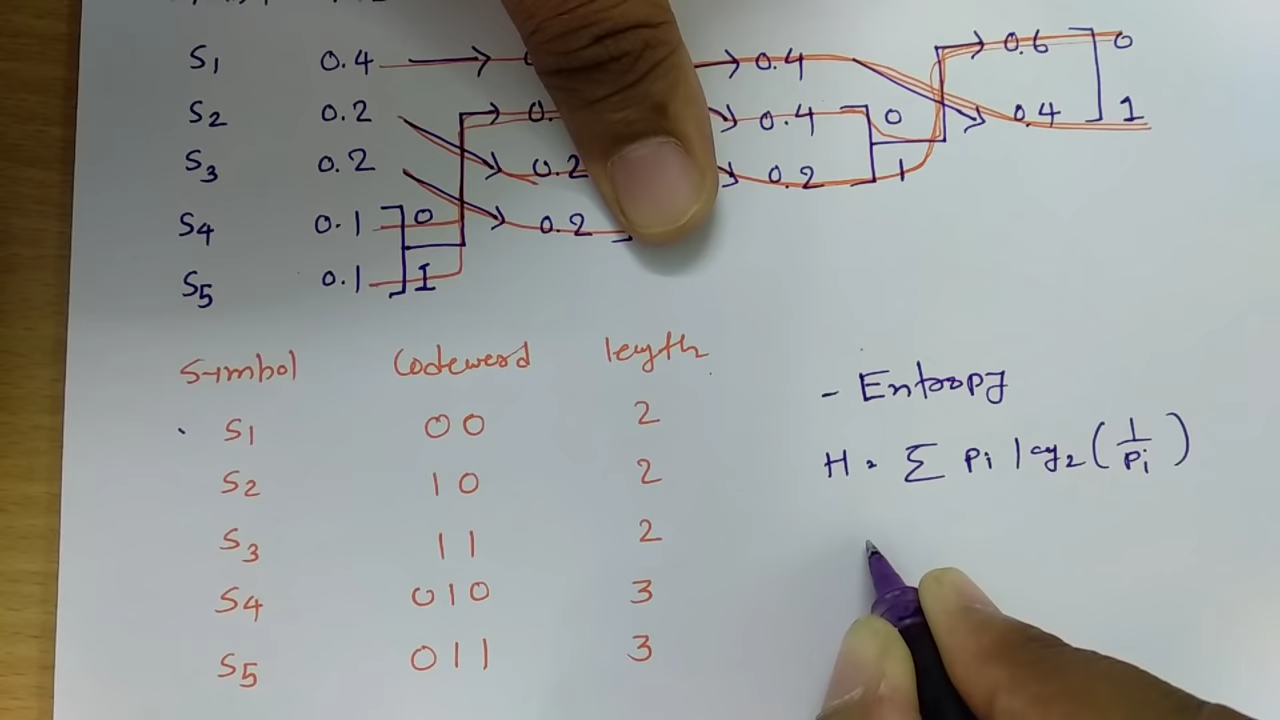 S1 0.4 0.4 0.6 0
S2 0.2 0. 0.4 0 0.4 1
S3 0.2 0.2 0.2 1
S4 0.1 0 0.2
S5 0.1 1
Symbol Codeword length
S1 00 2
S2 10 2
S3 11 2
S4 010 3
S5 011 3
- Entropy
H = Σ Pi log2 (1/Pi)